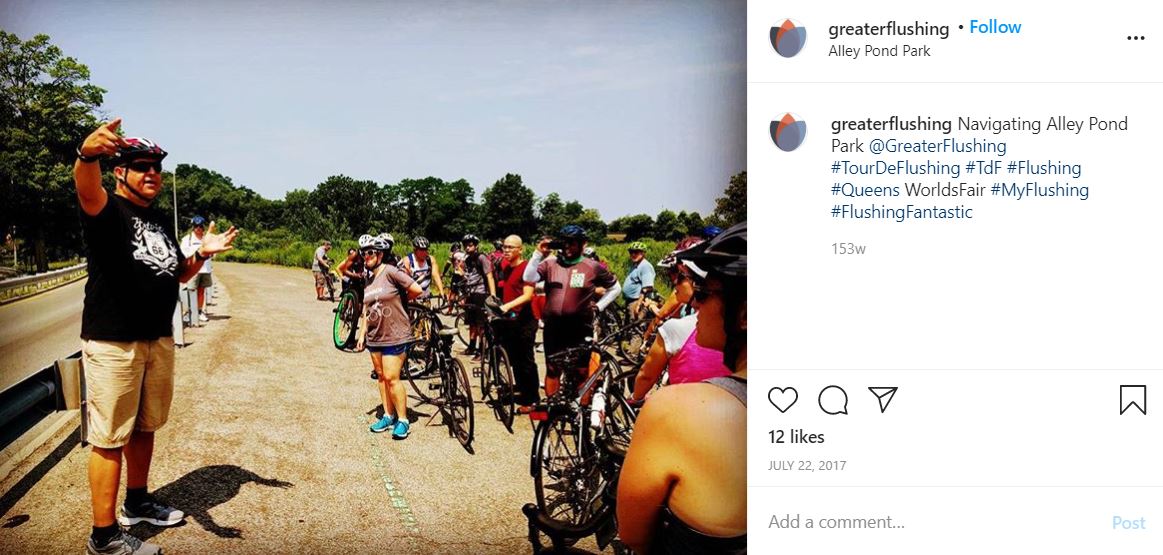 66
greaterflushing • Follow
Alley Pond Park
greaterflushing Navigating Alley Pond
Park @GreaterFlushing
#TourDeFlushing #TdF #Flushing
#Queens WorldsFair #MyFlushing
#FlushingFantastic
153w
12 likes
JULY 22, 2017
Add a comment...
Post